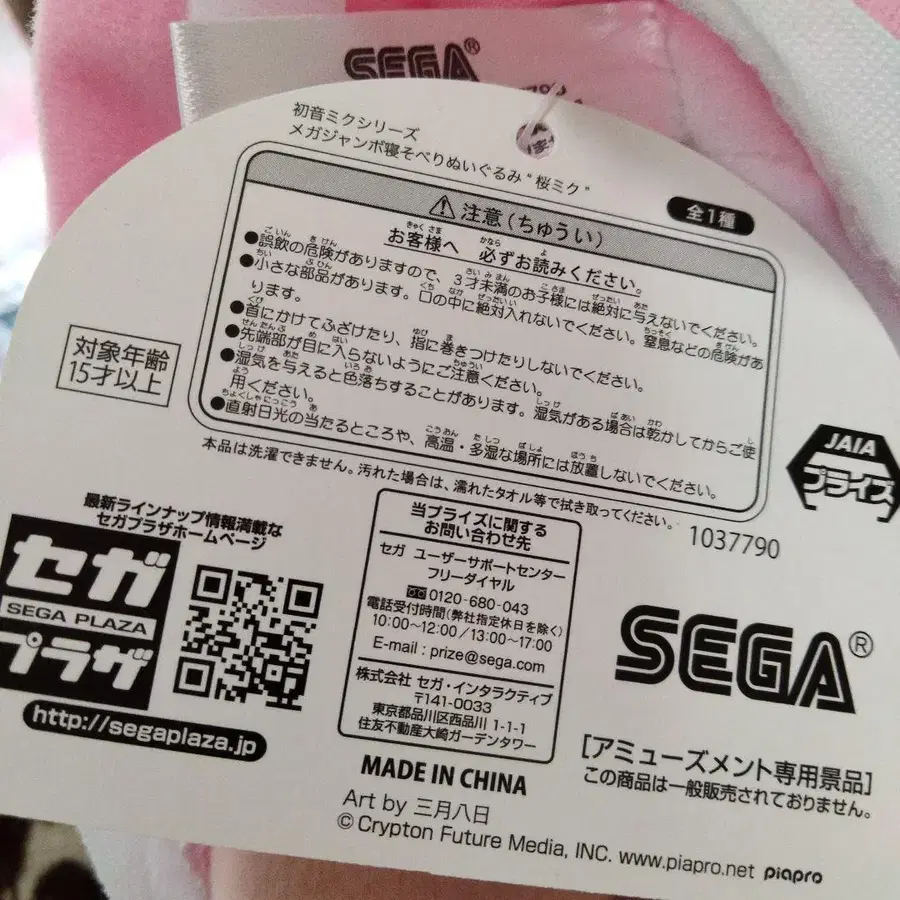 SEGA®
初音ミクシリーズ
メガジャンボ寝そべりぬいぐるみ"桜ミク"
全1種
注意(ちゅうい)
お客様へ 必ずお読みください。
●誤飲の危険がありますので、3才未満のお子様には絶対に与えないでください。
●小さな部品があります。口の中に絶対入れないでください。窒息などの危険があ
ります。
●首にかけてふざけたり、指に巻きつけたりしないでください。
●先端部が目に入らないようにご注意ください。
●湿気を与えると色落ちすることがあります。湿気がある場合は乾かしてからご使
用ください。
●直射日光の当たるところや、高温・多湿な場所には放置しないでください。
対象年齢
15才以上
本品は洗濯できません。汚れた場合は、濡れたタオル等で拭き取ってください。
JAIA
プライズ
1037790
最新ラインナップ情報満載な
セガプラザホームページ
セガ
SEGA PLAZA
プラザ
http://segaplaza.jp
当プライズに関する
お問い合わせ先
セガ ユーザーサポートセンター
フリーダイヤル
0120-680-043
電話受付時間(弊社指定休日を除く)
10:00~12:00/13:00~17:00
E-mail : prize@sega.com
株式会社 セガ・インタラクティブ
〒141-0033
東京都品川区西品川 1-1-1
住友不動産大崎ガーデンタワー
SEGA®
[アミューズメント専用景品]
この商品は一般販売されておりません。
MADE IN CHINA
Art by 三月八日
© Crypton Future Media, INC. www.piapro.net piapro